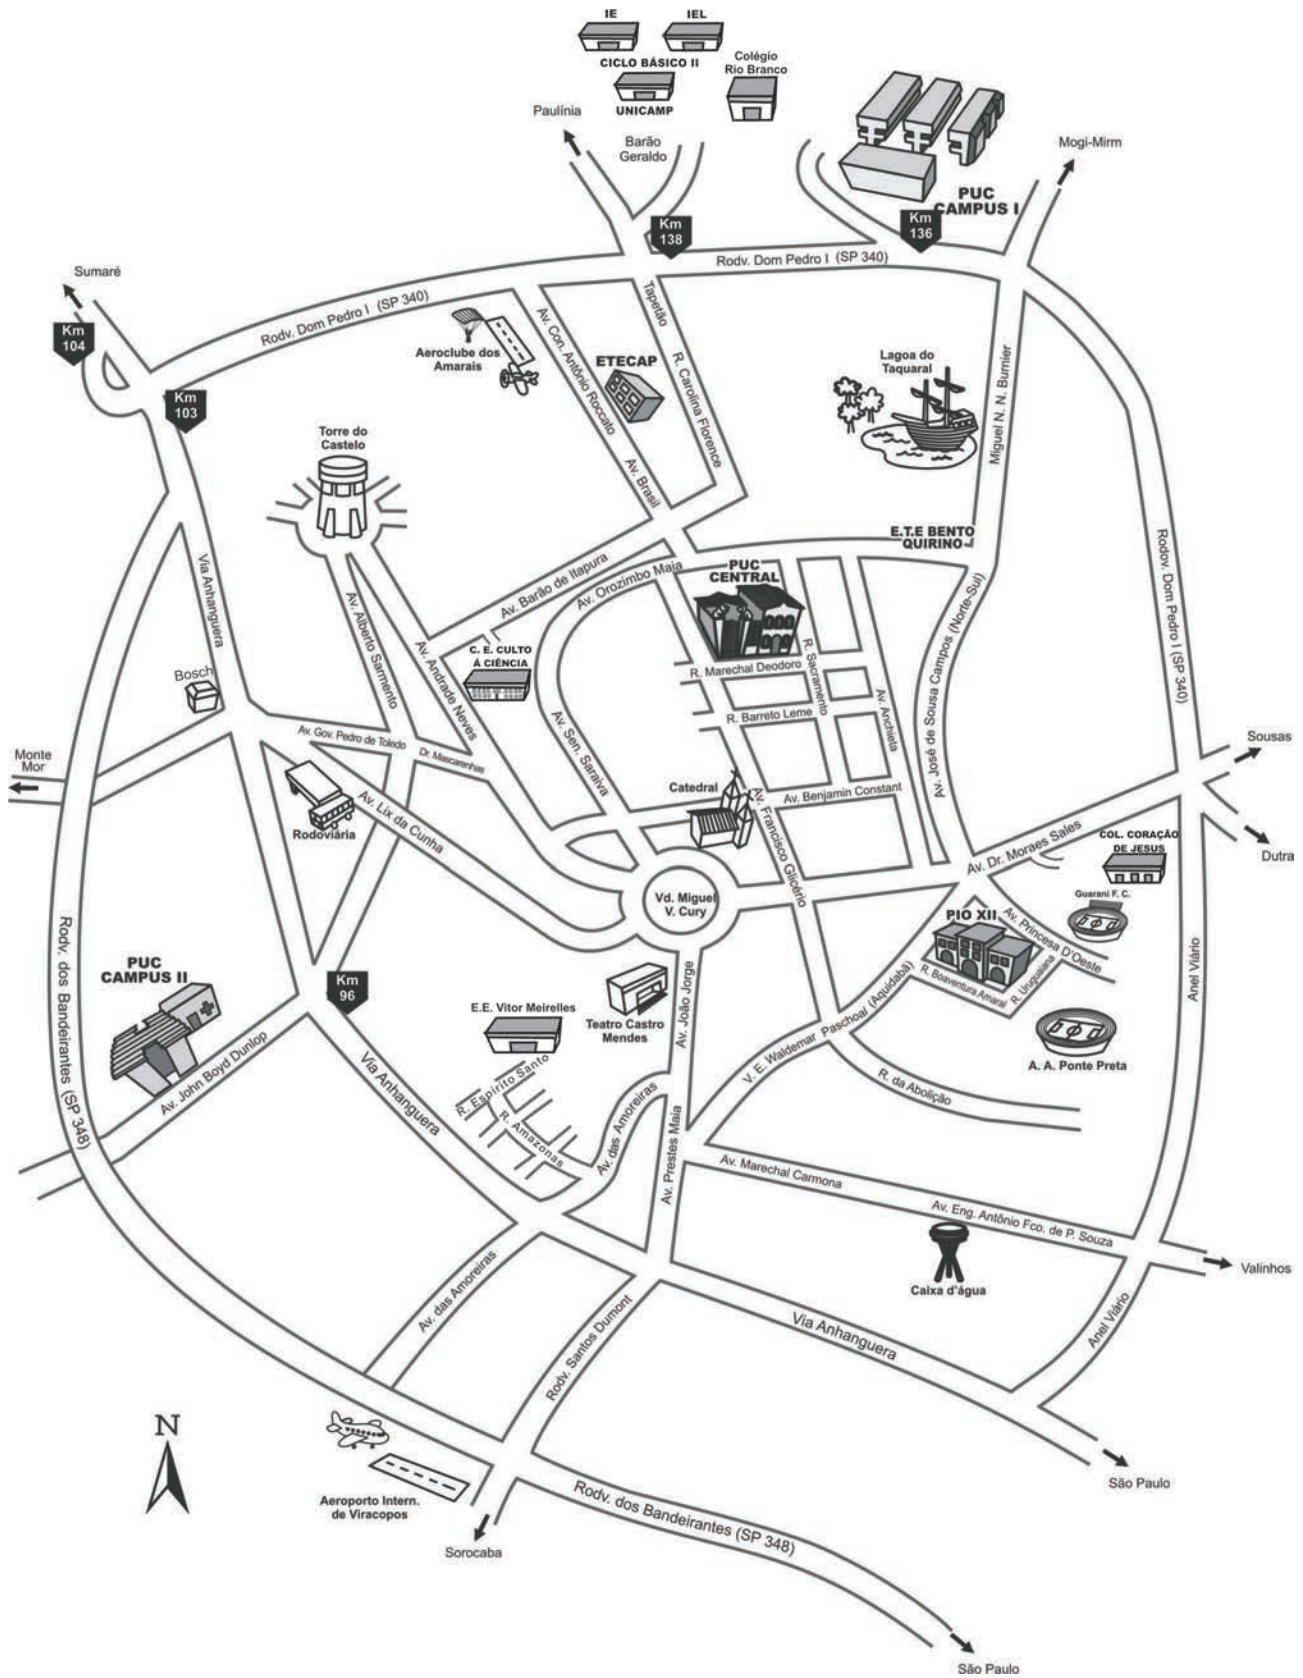 IE
IEL
CICLO BÁSICO II
UNICAMP
Colégio
Rio Branco
Paulínia
Barão
Geraldo
Mogi-Mirm
PUC
CAMPUS I
Km
138
Km
136
Rodv. Dom Pedro I (SP 340)
Sumaré
Km
104
Km
103
Rodv. Dom Pedro I (SP 340)
Aeroclube dos
Amarais
Av. Con. Antônio Roccato
ETECAP
Tapetão
R. Carolina Florence
Av. Brasil
Lagoa do
Taquaral
Miguel N. N. Burnier
Torre do
Castelo
E.T.E BENTO
QUIRINO
Rodov. Dom Pedro I (SP 340)
Via Anhanguera
Av. Barão de Itapura
Av. Orozimbo Maia
PUC
CENTRAL
Av. Alberto Sarmento
Av. Andrade Neves
C. E. CULTO
À CIÊNCIA
R. Marechal Deodoro
R. Sacramento
R. Barreto Leme
Av. Anchieta
Av. José de Sousa Campos (Norte-Sul)
Bosch
Av. Sen. Saraiva
Av. Gov. Pedro de Toledo
Dr. Mascarenhas
Monte
Mor
Sousas
Rodoviária
Av. Lix da Cunha
Catedral
Av. Benjamin Constant
Av. Francisco Glicério
Av. Dr. Moraes Sales
COL. CORAÇÃO
DE JESUS
Dutra
Vd. Miguel
V. Cury
Guarani F. C.
PIO XII
Av. Princesa D'Oeste
R. Boaventura Amaral
R. Uruguaiana
Rodv. dos Bandeirantes (SP 348)
PUC
CAMPUS II
Km
96
Av. John Boyd Dunlop
Via Anhanguera
E.E. Vitor Meirelles
Teatro Castro
Mendes
Av. João Jorge
V. E. Waldemar Paschoal (Aquidabã)
A. A. Ponte Preta
Anel Viário
R. Espírito Santo
R. Amazonas
Av. das Amoreiras
R. da Abolição
Av. Prestes Maia
Av. Marechal Carmona
Av. Eng. Antônio Fco. de P. Souza
Caixa d'água
Valinhos
Av. das Amoreiras
Rodv. Santos Dumont
Via Anhanguera
Anel Viário
N
São Paulo
Aeroporto Intern.
de Viracopos
Rodv. dos Bandeirantes (SP 348)
Sorocaba
São Paulo